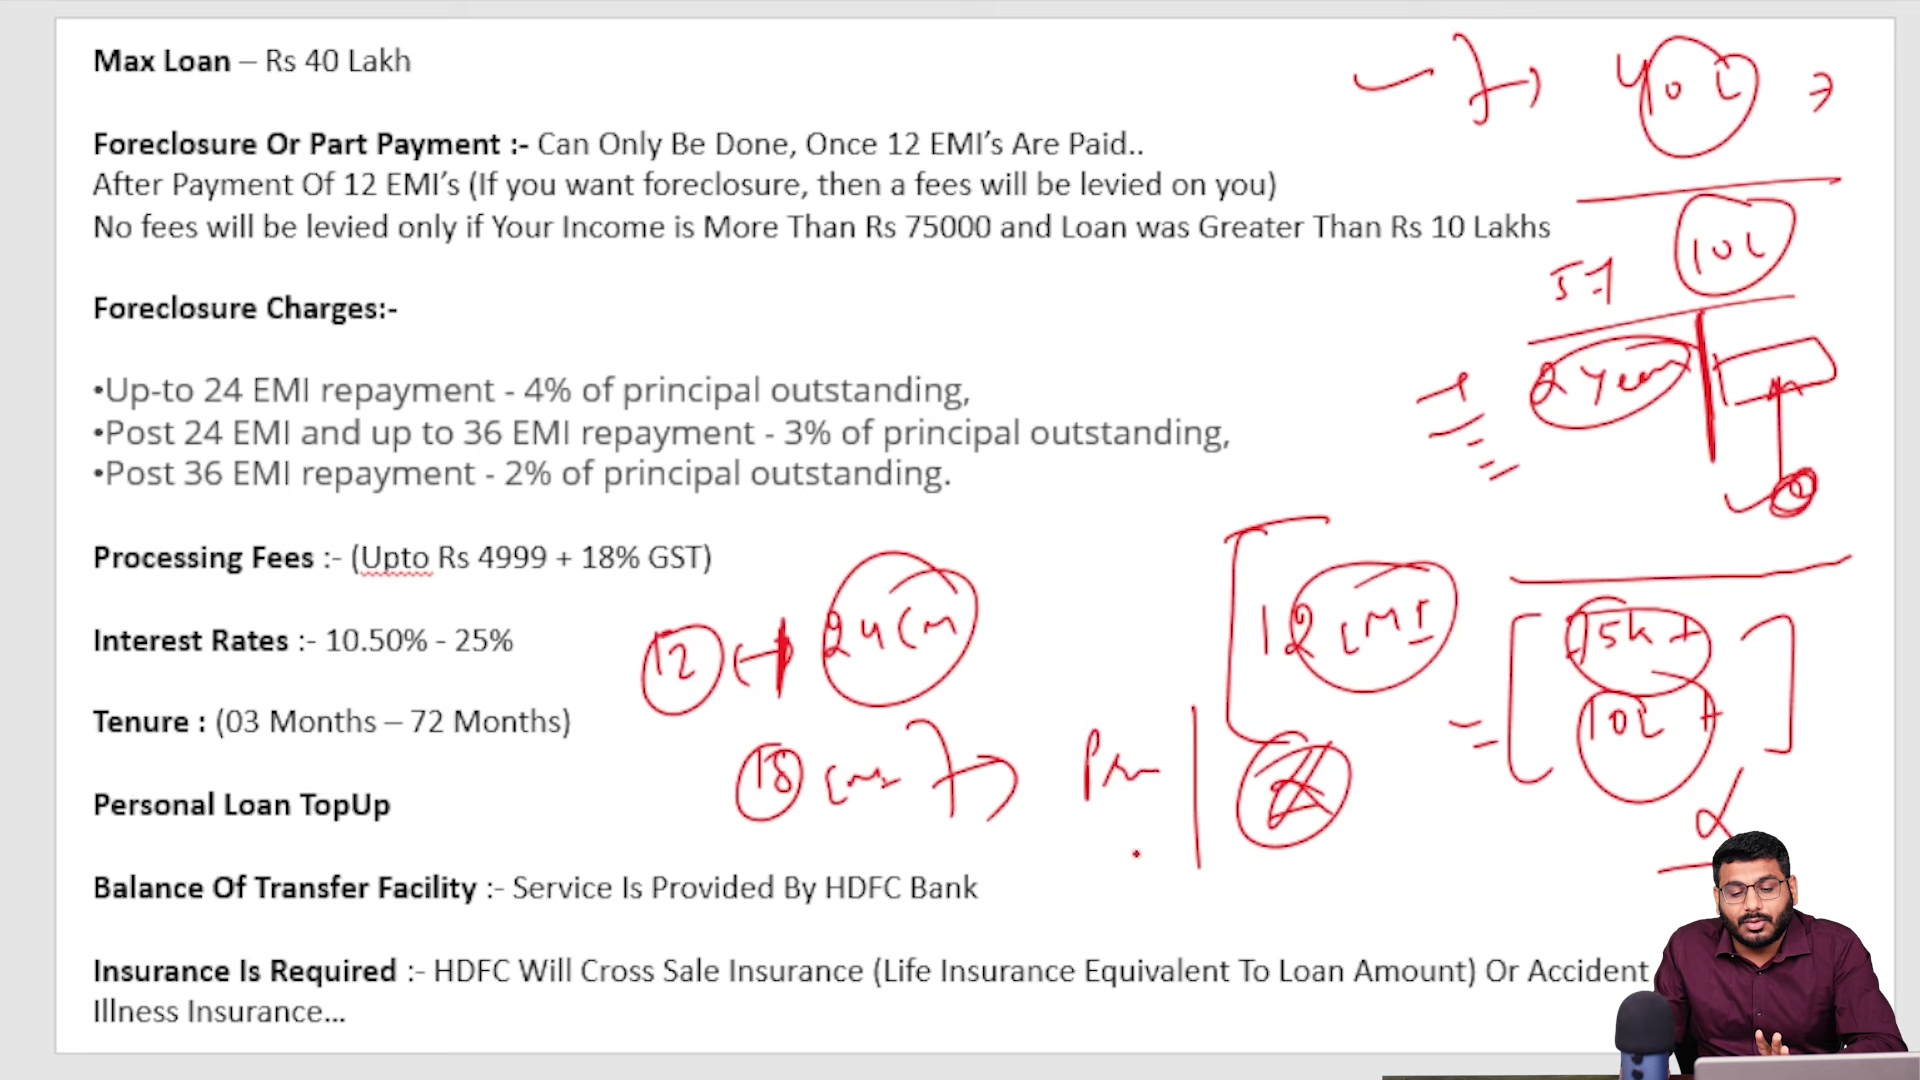 Max Loan – Rs 40 Lakh
40L
Foreclosure Or Part Payment :- Can Only Be Done, Once 12 EMI’s Are Paid..
After Payment Of 12 EMI’s (If you want foreclosure, then a fees will be levied on you)
No fees will be levied only if Your Income is More Than Rs 75000 and Loan was Greater Than Rs 10 Lakhs
10L
Foreclosure Charges:-
2 Year
•Up-to 24 EMI repayment - 4% of principal outstanding,
•Post 24 EMI and up to 36 EMI repayment - 3% of principal outstanding,
•Post 36 EMI repayment - 2% of principal outstanding.
Processing Fees :- (Upto Rs 4999 + 18% GST)
12 EMI
Interest Rates :- 10.50% - 25%
12
Tenure : (03 Months – 72 Months)
10L +
18
Personal Loan TopUp
Balance Of Transfer Facility :- Service Is Provided By HDFC Bank
Insurance Is Required :- HDFC Will Cross Sale Insurance (Life Insurance Equivalent To Loan Amount) Or Accident
Illness Insurance...